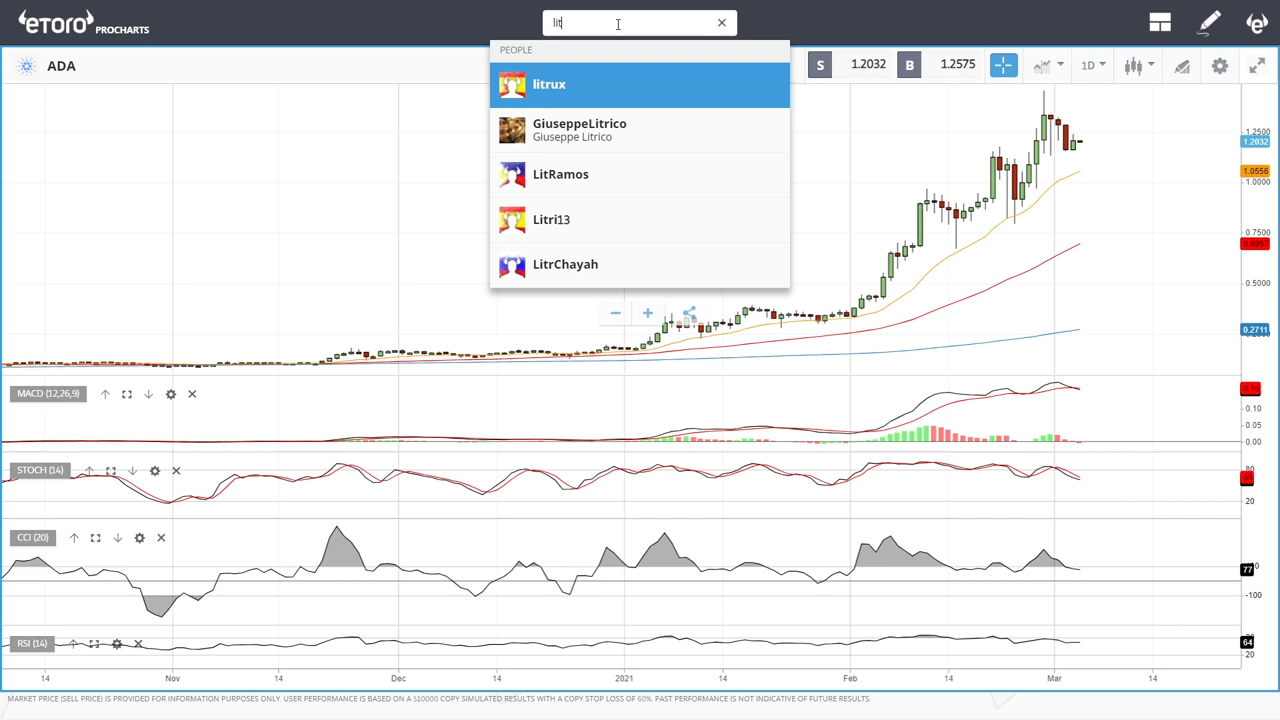 etoro PROCHARTS
lit
PEOPLE
litrux
GiuseppeLitrico
Giuseppe Litrico
LitRamos
Litri13
LitrChayah
ADA
S 1.2032 B 1.2575
1D
1.2500
1.2032
1.0556
1.0000
0.7500
0.5000
0.2711
MACD (12,26,9)
0.10
0.05
0.00
STOCH (14)
80
20
CCI (20)
77
-100
RSI (14)
64
20
14 Nov 14 Dec 14 2021 14 Feb 14 Mar 14
MARKET PRICE (SELL PRICE) IS PROVIDED FOR INFORMATION PURPOSES ONLY. USER PERFORMANCE IS BASED ON A $10000 COPY SIMULATED RESULTS WITH A COPY STOP LOSS OF 60%. PAST PERFORMANCE IS NOT INDICATIVE OF FUTURE RESULTS.